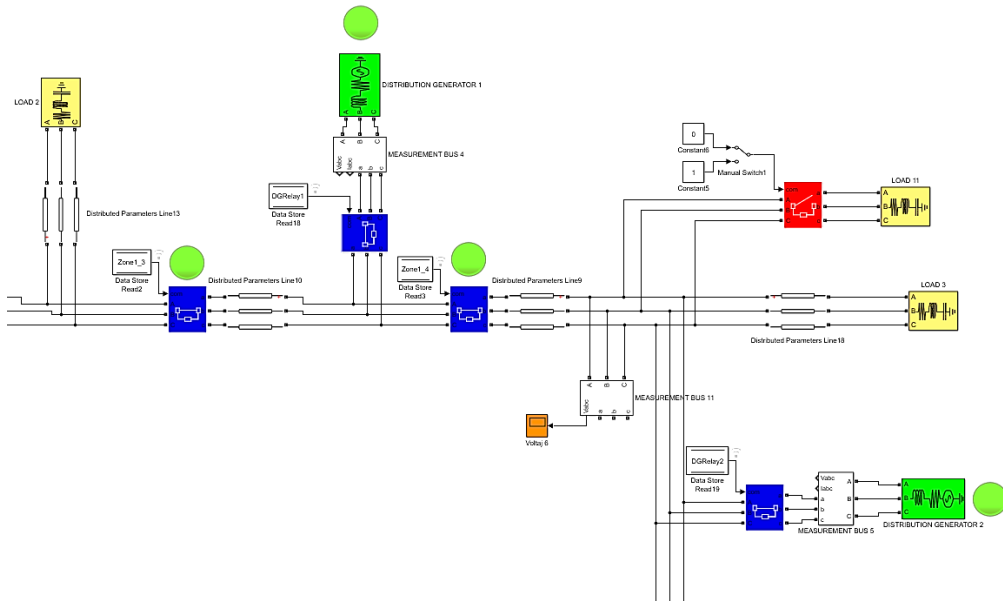 DISTRIBUTION GENERATOR 1
LOAD 2
A B C
A B C
A B C
MEASUREMENT BUS 4
Vabc
Iabc
a b c
0
Constant6
1
Constant5
Manual Switch1
com
A
B
C
a
b
c
LOAD 11
A
B
C
DGRelay1
Data Store
Read18
Distributed Parameters Line13
Zone1_3
Data Store
Read2
Distributed Parameters Line10
Zone1_4
Data Store
Read3
Distributed Parameters Line9
LOAD 3
A
B
C
Distributed Parameters Line18
A B C
MEASUREMENT BUS 11
Vabc
a b c
Voltaj 6
DGRelay2
Data Store
Read19
Vabc
Iabc
a
b
c
A
B
C
MEASUREMENT BUS 5
A
B
C
DISTRIBUTION GENERATOR 2